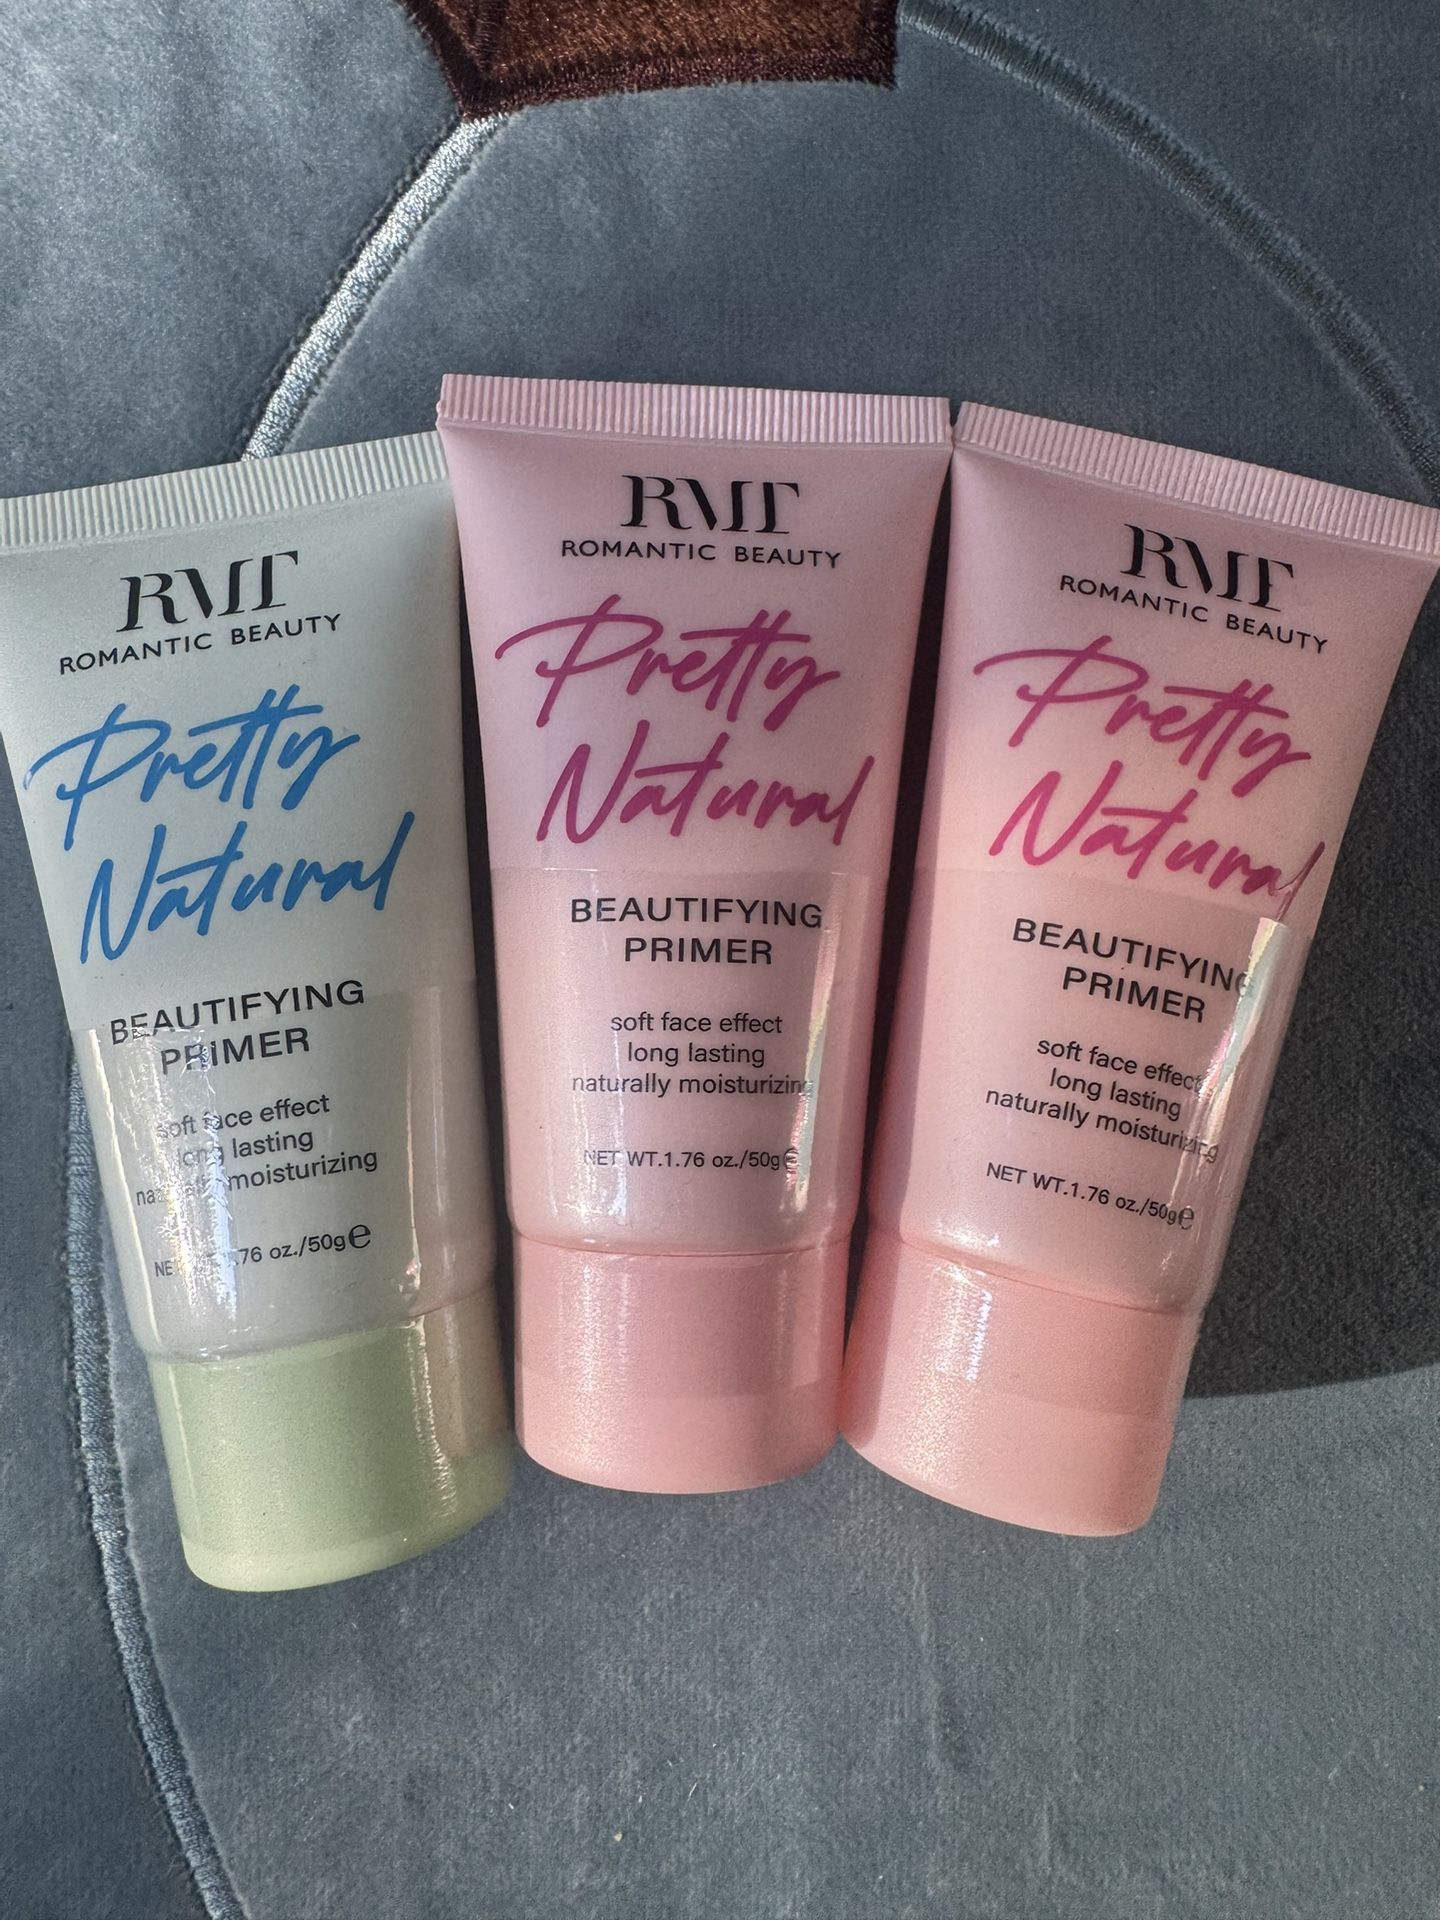 RMT
ROMANTIC BEAUTY
Pretty
Natural
BEAUTIFYING
PRIMER
soft face effect
long lasting
moisturizing
76 oz./50g e
RMT
ROMANTIC BEAUTY
Pretty
Natural
BEAUTIFYING
PRIMER
soft face effect
long lasting
naturally moisturizing
NET WT.1.76 oz./50g e
RMT
ROMANTIC BEAUTY
Pretty
Natural
BEAUTIFYING
PRIMER
soft face effect
long lasting
naturally moisturizing
NET WT.1.76 oz./50g e